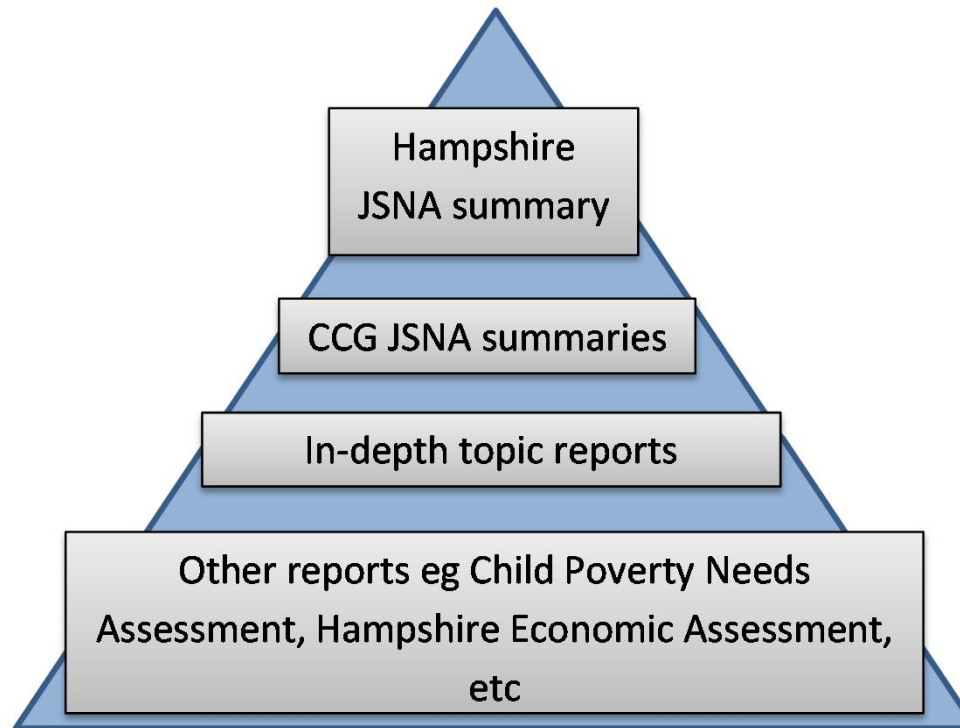 Hampshire
JSNA summary
CCG JSNA summaries
In-depth topic reports
Other reports eg Child Poverty Needs
Assessment, Hampshire Economic Assessment,
etc